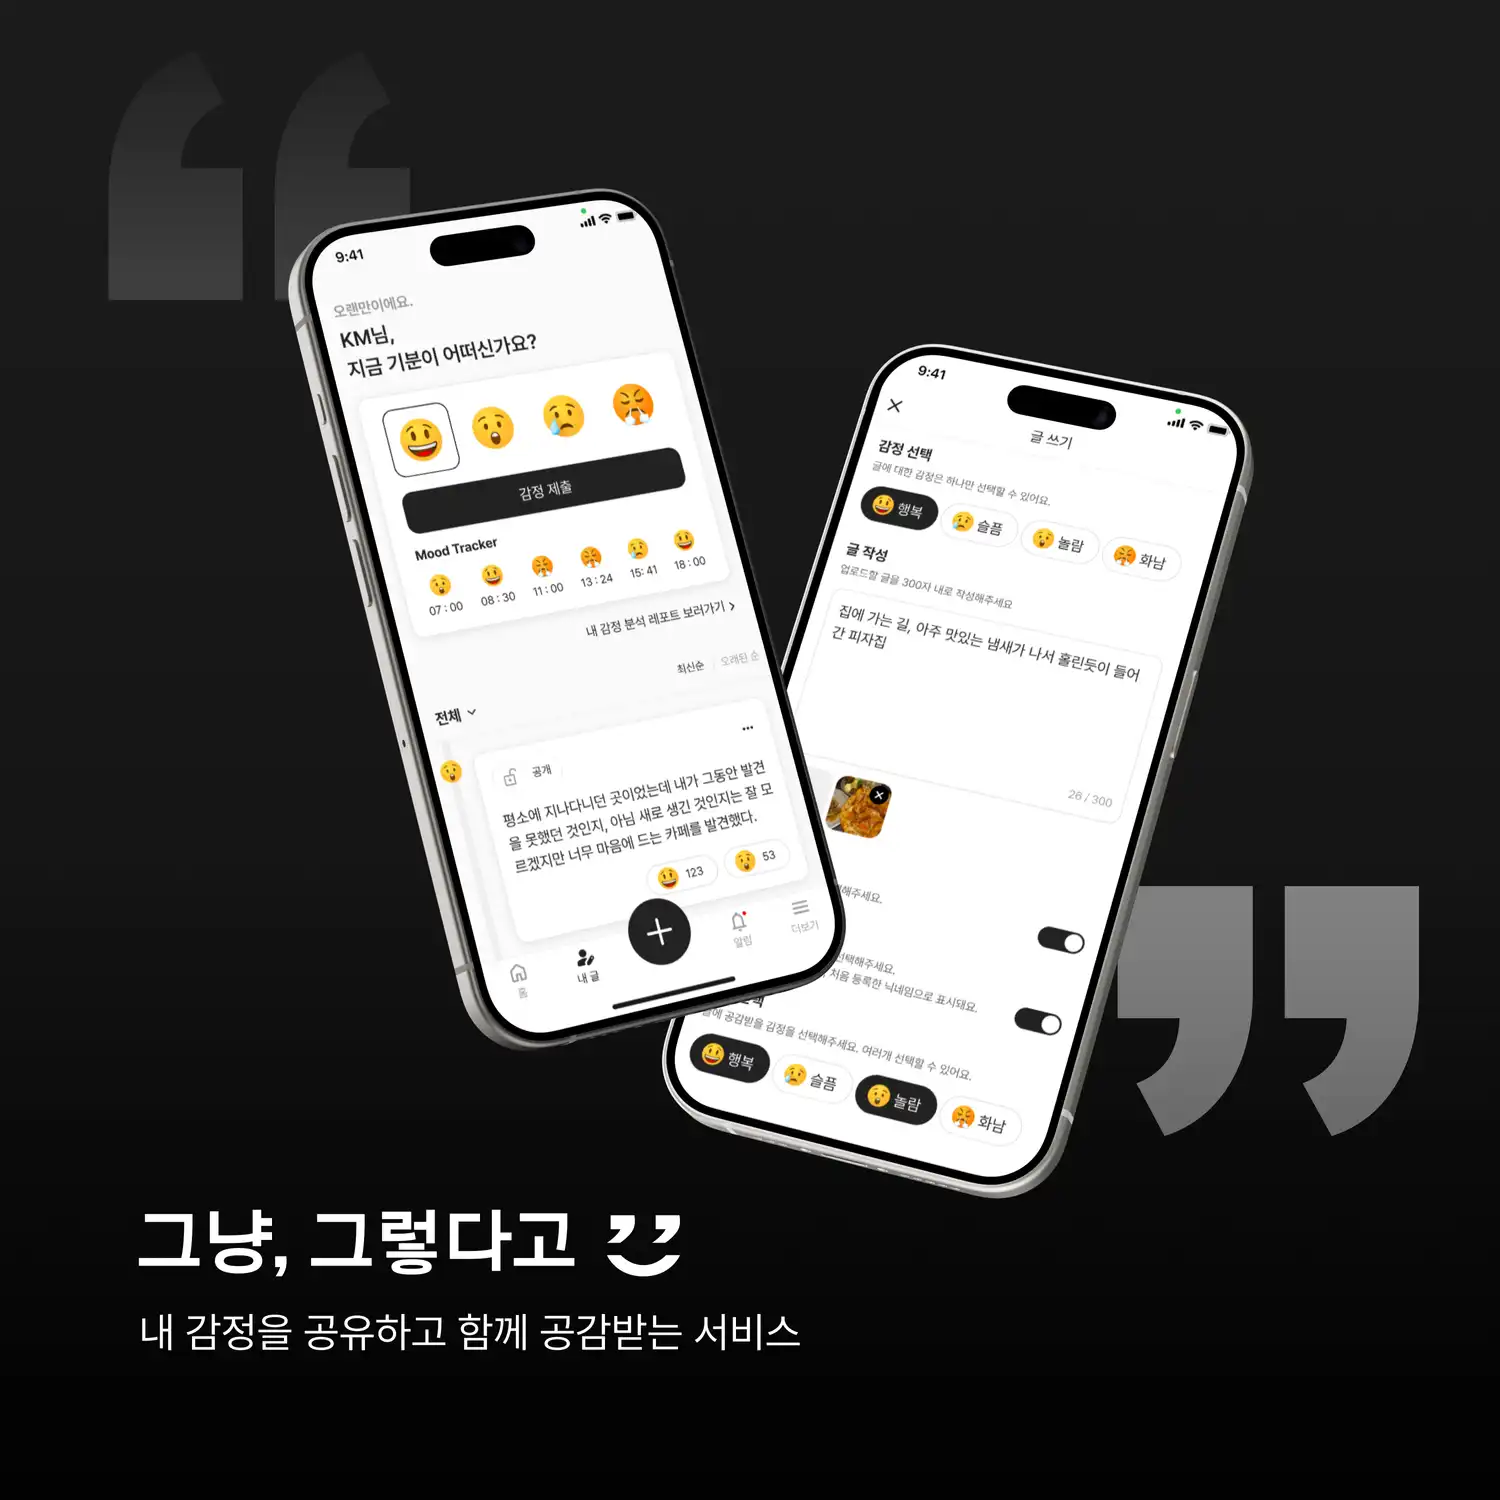 9:41
오랜만이에요.
KM님,
지금 기분이 어떠신가요?
감정 제출
Mood Tracker
07 : 00
08 : 30
11 : 00
13 : 24
15 : 41
18 : 00
내 감정 분석 레포트 보러가기 >
최신순
오래된 순
전체
공개
평소에 지나다니던 곳이었는데 내가 그동안 발견
을 못했던 것인지, 아님 새로 생긴 것인지는 잘 모
르겠지만 너무 마음에 드는 카페를 발견했다.
123
53
홈
내 글
알림
더보기
9:41
글 쓰기
감정 선택
글에 대한 감정은 하나만 선택할 수 있어요.
행복
슬픔
놀람
화남
글 작성
업로드할 글을 300자 내로 작성해주세요
집에 가는 길, 아주 맛있는 냄새가 나서 홀린듯이 들어
간 피자집
26 / 300
해주세요.
선택해주세요.
처음 등록한 닉네임으로 표시돼요.
공감받을 감정을 선택해주세요. 여러개 선택할 수 있어요.
행복
슬픔
놀람
화남
그냥, 그렇다고
내 감정을 공유하고 함께 공감받는 서비스